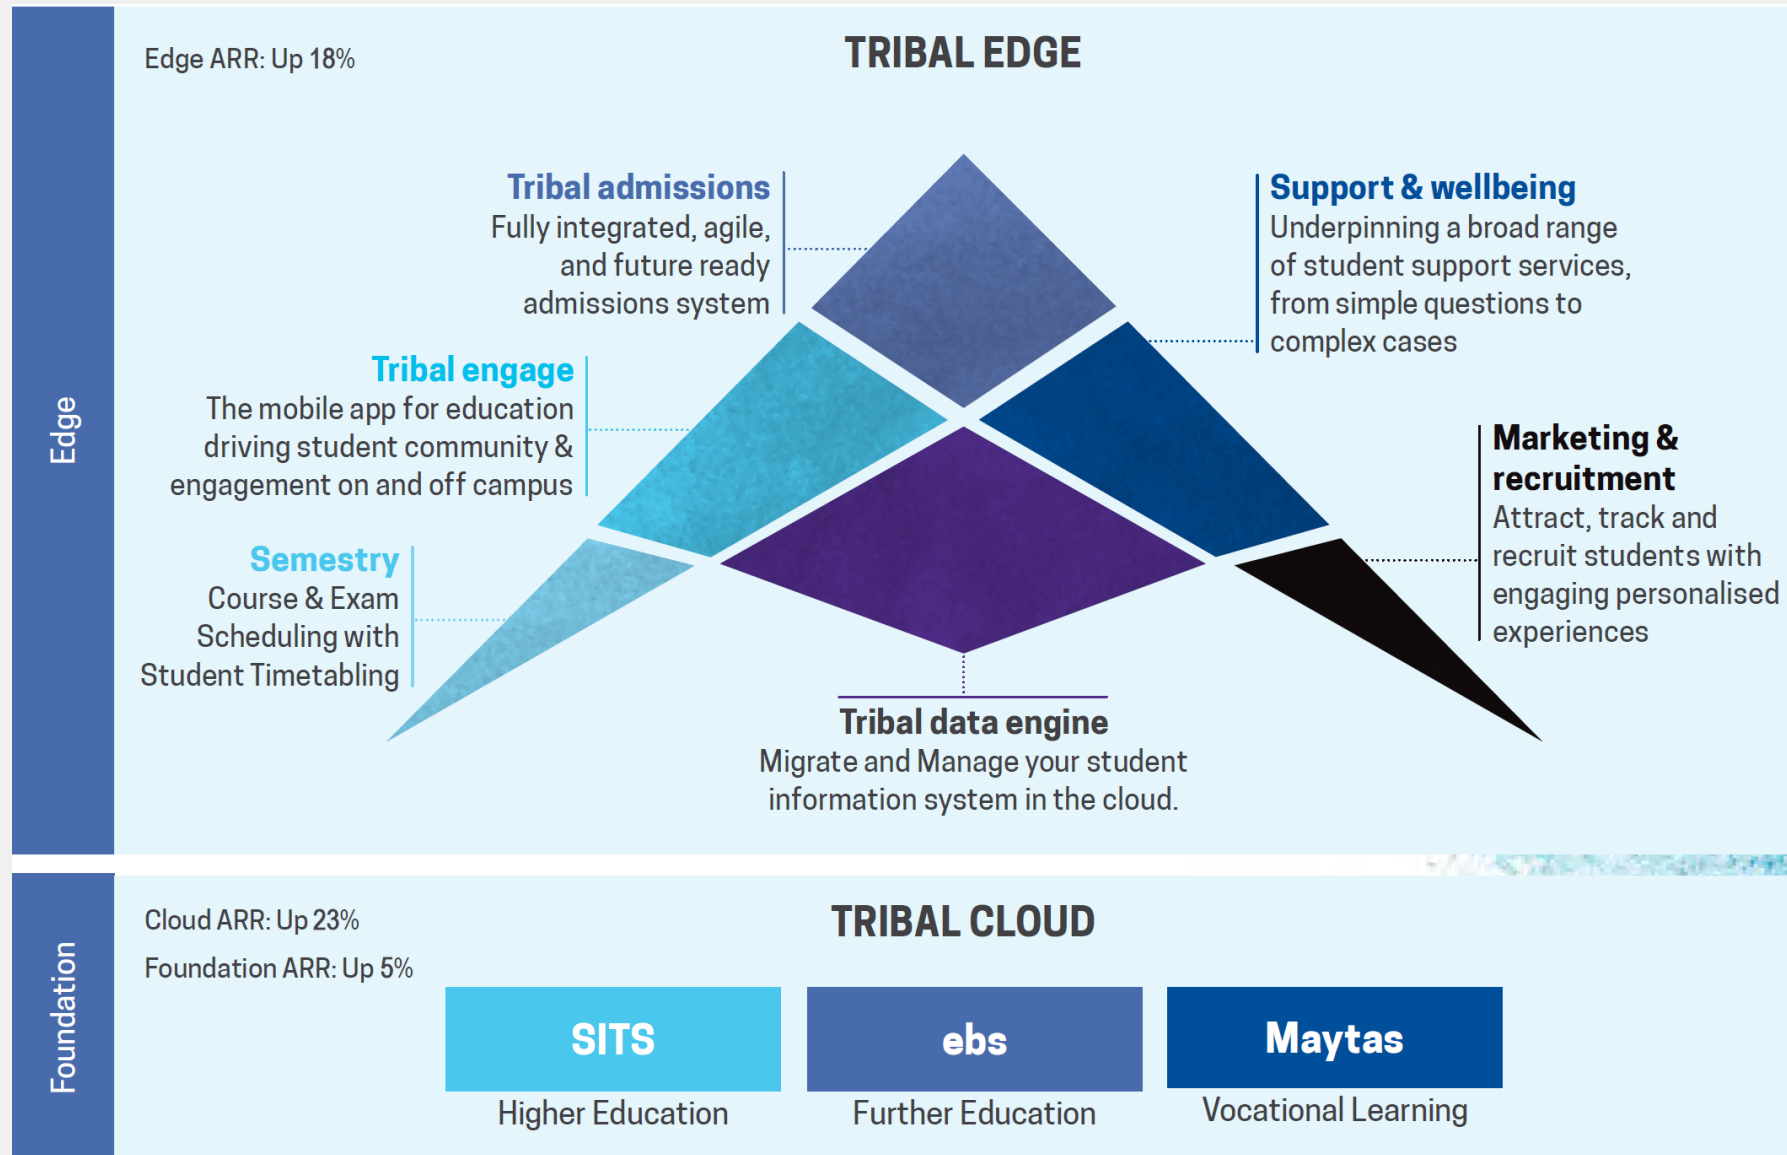 Edge
Edge ARR: Up 18%
TRIBAL EDGE
Tribal admissions
Fully integrated, agile,
and future ready
admissions system
Support & wellbeing
Underpinning a broad range
of student support services,
from simple questions to
complex cases
Tribal engage
The mobile app for education
driving student community &
engagement on and off campus
Marketing &
recruitment
Attract, track and
recruit students with
engaging personalised
experiences
Semestry
Course & Exam
Scheduling with
Student Timetabling
Tribal data engine
Migrate and Manage your student
information system in the cloud.
Foundation
Cloud ARR: Up 23%
Foundation ARR: Up 5%
TRIBAL CLOUD
SITS
Higher Education
ebs
Further Education
Maytas
Vocational Learning